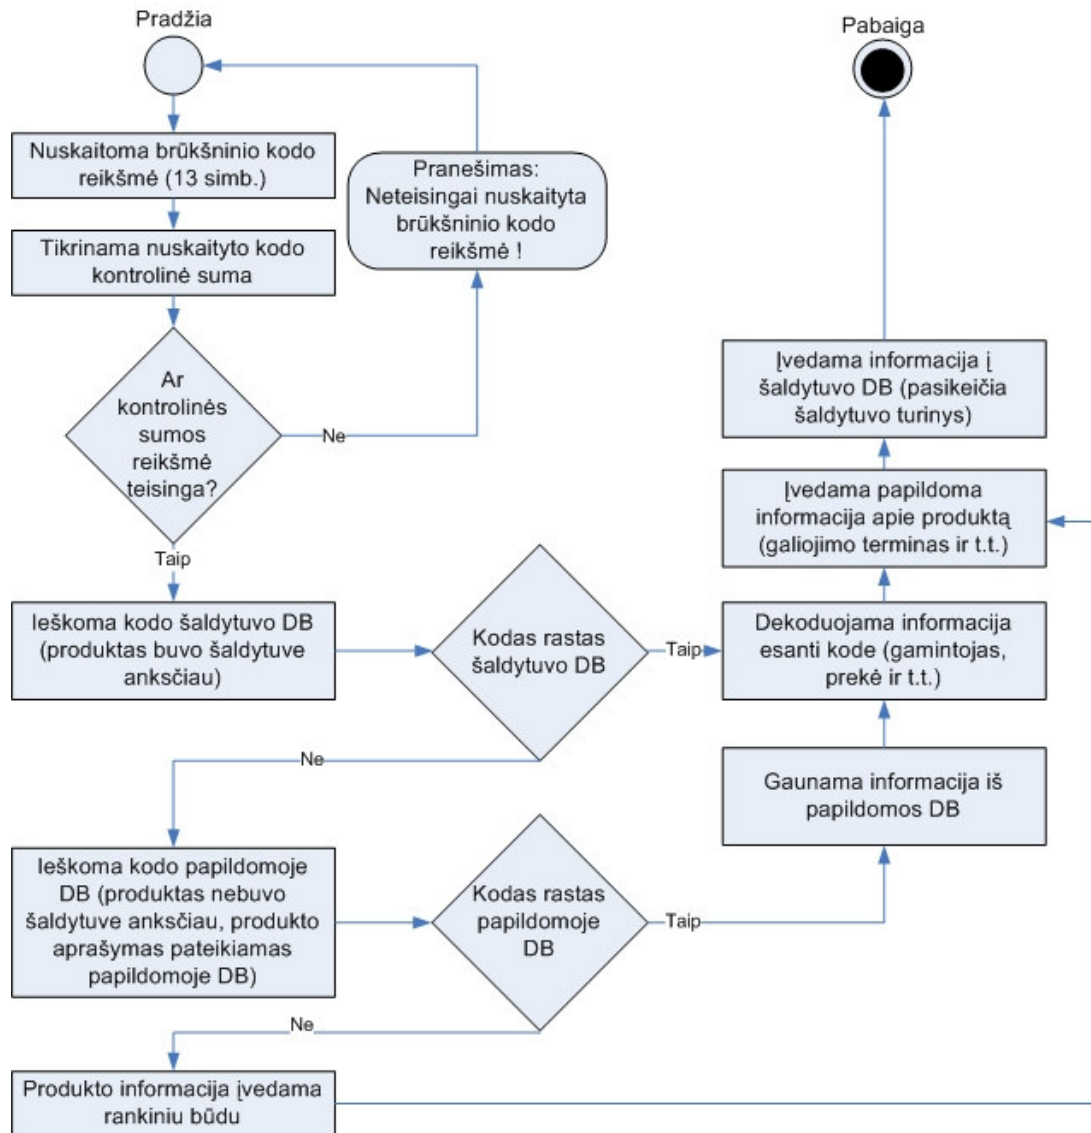 Pradžia
Nuskaitoma brūkšninio kodo
reikšmė (13 simb.)
Tikrinama nuskaityto kodo
kontrolinė suma
Ar
kontrolinės
sumos
reikšmė
teisinga?
Ne
Pranešimas:
Neteisingai nuskaityta
brūkšninio kodo
reikšmė !
Taip
Ieškoma kodo šaldytuvo DB
(produktas buvo šaldytuve
anksčiau)
Kodas rastas
šaldytuvo DB
Taip
Ne
Ieškoma kodo papildomoje
DB (produktas nebuvo
šaldytuve anksčiau, produkto
aprašymas pateikiamas
papildomoje DB)
Kodas rastas
papildomoje
DB
Taip
Ne
Produkto informacija įvedama
rankiniu būdu
Gaunama informacija iš
papildomos DB
Dekoduojama informacija
esanti kode (gamintojas,
prekė ir t.t.)
Įvedama papildoma
informacija apie produktą
(galiojimo terminas ir t.t.)
Įvedama informacija į
šaldytuvo DB (pasikeičia
šaldytuvo turinys)
Pabaiga